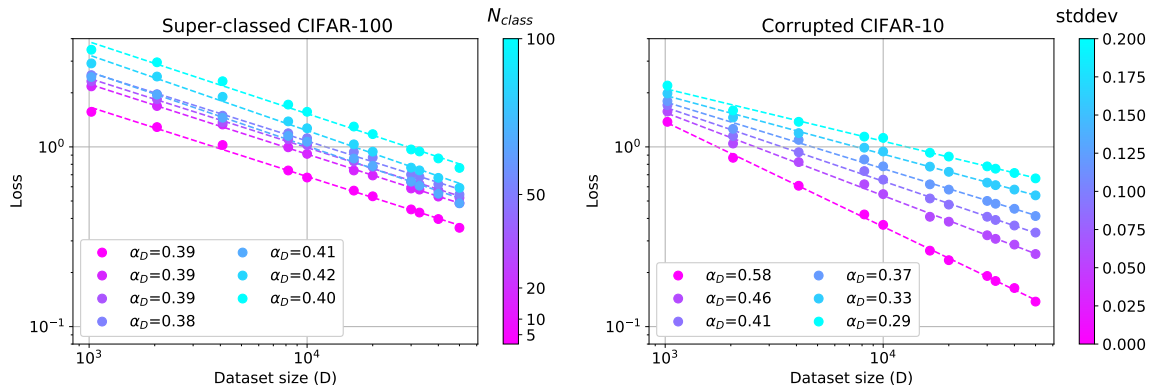 Super-classed CIFAR-100
N_class
100
50
20
10
5
10^0
10^{-1}
Loss
α_D=0.39
α_D=0.39
α_D=0.39
α_D=0.38
α_D=0.41
α_D=0.42
α_D=0.40
10^3
10^4
Dataset size (D)
Corrupted CIFAR-10
stddev
0.200
0.175
0.150
0.125
0.100
0.075
0.050
0.025
0.000
10^0
10^{-1}
Loss
α_D=0.58
α_D=0.46
α_D=0.41
α_D=0.37
α_D=0.33
α_D=0.29
10^3
10^4
Dataset size (D)